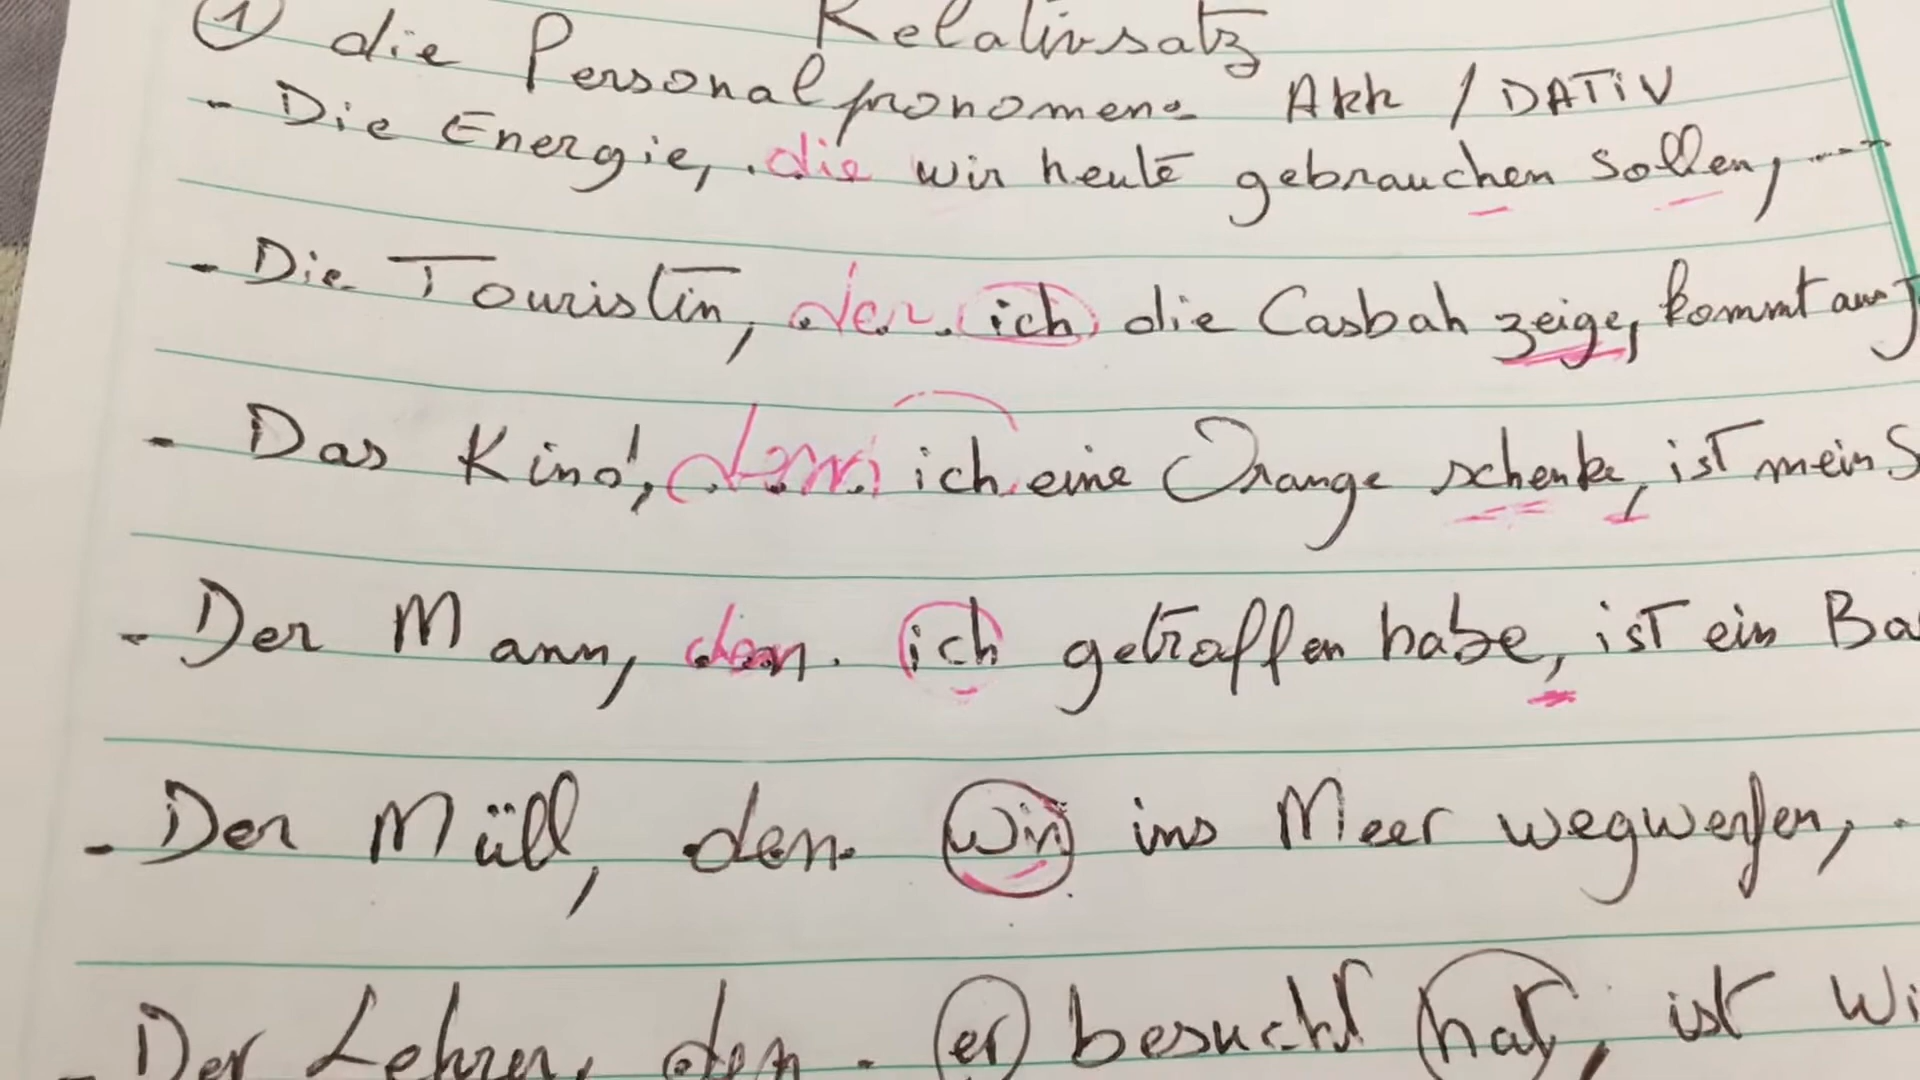 Relativsatz
① die Personalpronomen. Akk / DATiV
- Die Energie, die wir heute gebrauchen sollen, ....
- Die Touristin, der ich die Casbah zeige, kommt aus
- Das Kind, dem ich eine Orange schenke, ist mein S
- Der Mann, den ich getroffen habe, ist ein Ba
- Der Müll, den wir ins Meer wegwerfen, .
- Der Lehrer, den er besucht hat, ist Wi